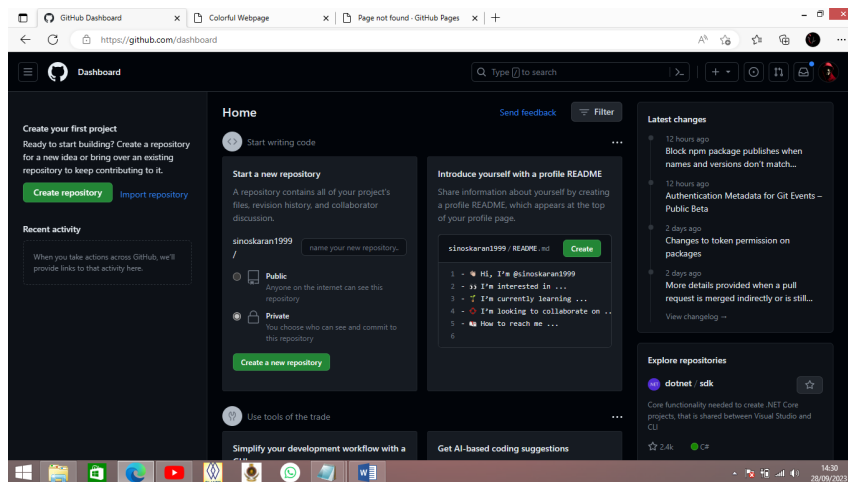 GitHub Dashboard
Colorful Webpage
Page not found · GitHub Pages
https://github.com/dashboard
Dashboard
Type / to search
Home
Send feedback
Filter
Create your first project
Ready to start building? Create a repository
for a new idea or bring over an existing
repository to keep contributing to it.
Create repository
Import repository
Recent activity
When you take actions across GitHub, we'll
provide links to that activity here.
Start writing code
Start a new repository
A repository contains all of your project's
files, revision history, and collaborator
discussion.
sinoskaran1999
/
name your new repository..
Public
Anyone on the internet can see this
repository
Private
You choose who can see and commit to
this repository
Create a new repository
Introduce yourself with a profile README
Share information about yourself by creating
a profile README, which appears at the top
of your profile page.
sinoskaran1999 / README.md
Create
1 - 👋 Hi, I'm @sinoskaran1999
2 - 👀 I'm interested in ...
3 - 🌱 I'm currently learning ...
4 - 💞️ I'm looking to collaborate on ..
5 - 📫 How to reach me ...
6
Use tools of the trade
Simplify your development workflow with a
Get AI-based coding suggestions
Latest changes
12 hours ago
Block npm package publishes when
names and versions don't match...
12 hours ago
Authentication Metadata for Git Events –
Public Beta
2 days ago
Changes to token permission on
packages
2 days ago
More details provided when a pull
request is merged indirectly or is still...
View changelog →
Explore repositories
dotnet / sdk
Core functionality needed to create .NET Core
projects, that is shared between Visual Studio and
CLI
2.4k
C#
14:30
28/09/2023